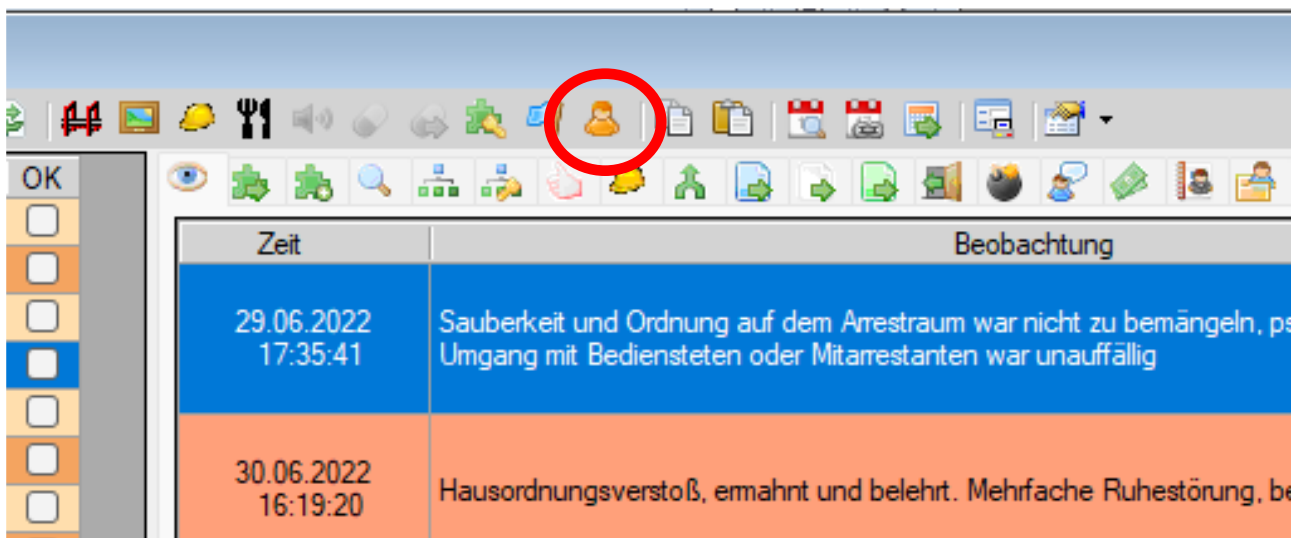 OK
Zeit Beobachtung
29.06.2022
17:35:41
Sauberkeit und Ordnung auf dem Arrestraum war nicht zu bemängeln,
Umgang mit Bediensteten oder Mitarrestanten war unauffällig
30.06.2022
16:19:20
Hausordnungsverstoß, ermahnt und belehrt. Mehrfache Ruhestörung,